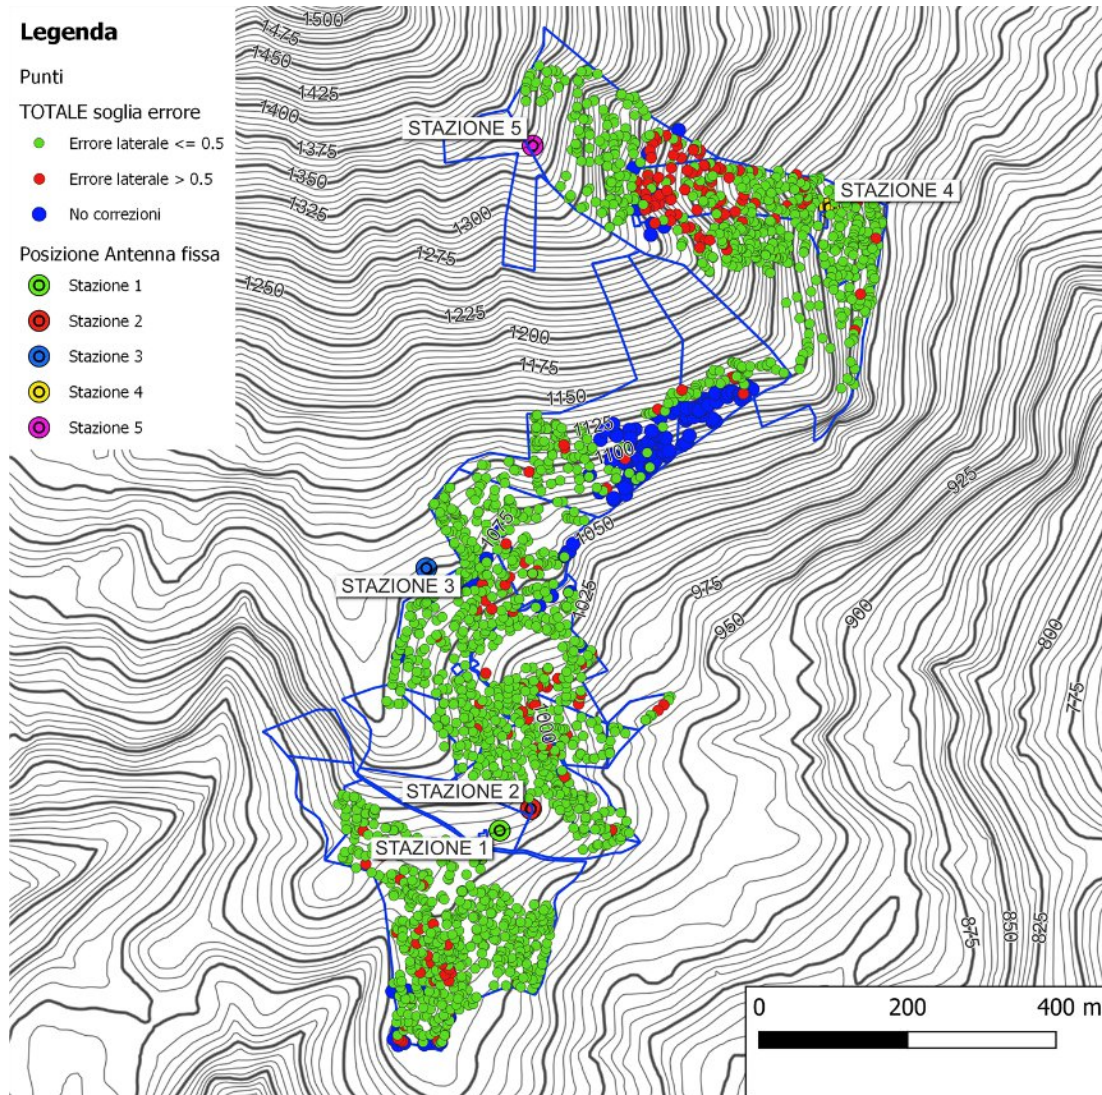 Legenda
Punti
TOTALE soglia errore
Errore laterale <= 0.5
Errore laterale > 0.5
No correzioni
Posizione Antenna fissa
Stazione 1
Stazione 2
Stazione 3
Stazione 4
Stazione 5
1500
1475
1450
1425
1400
1375
1350
1325
1300
1275
1250
1225
1200
1175
1150
1125
1100
1075
1050
1025
1000
975
950
925
900
800
775
875
850
825
STAZIONE 5
STAZIONE 4
STAZIONE 3
STAZIONE 2
STAZIONE 1
0 200 400 m